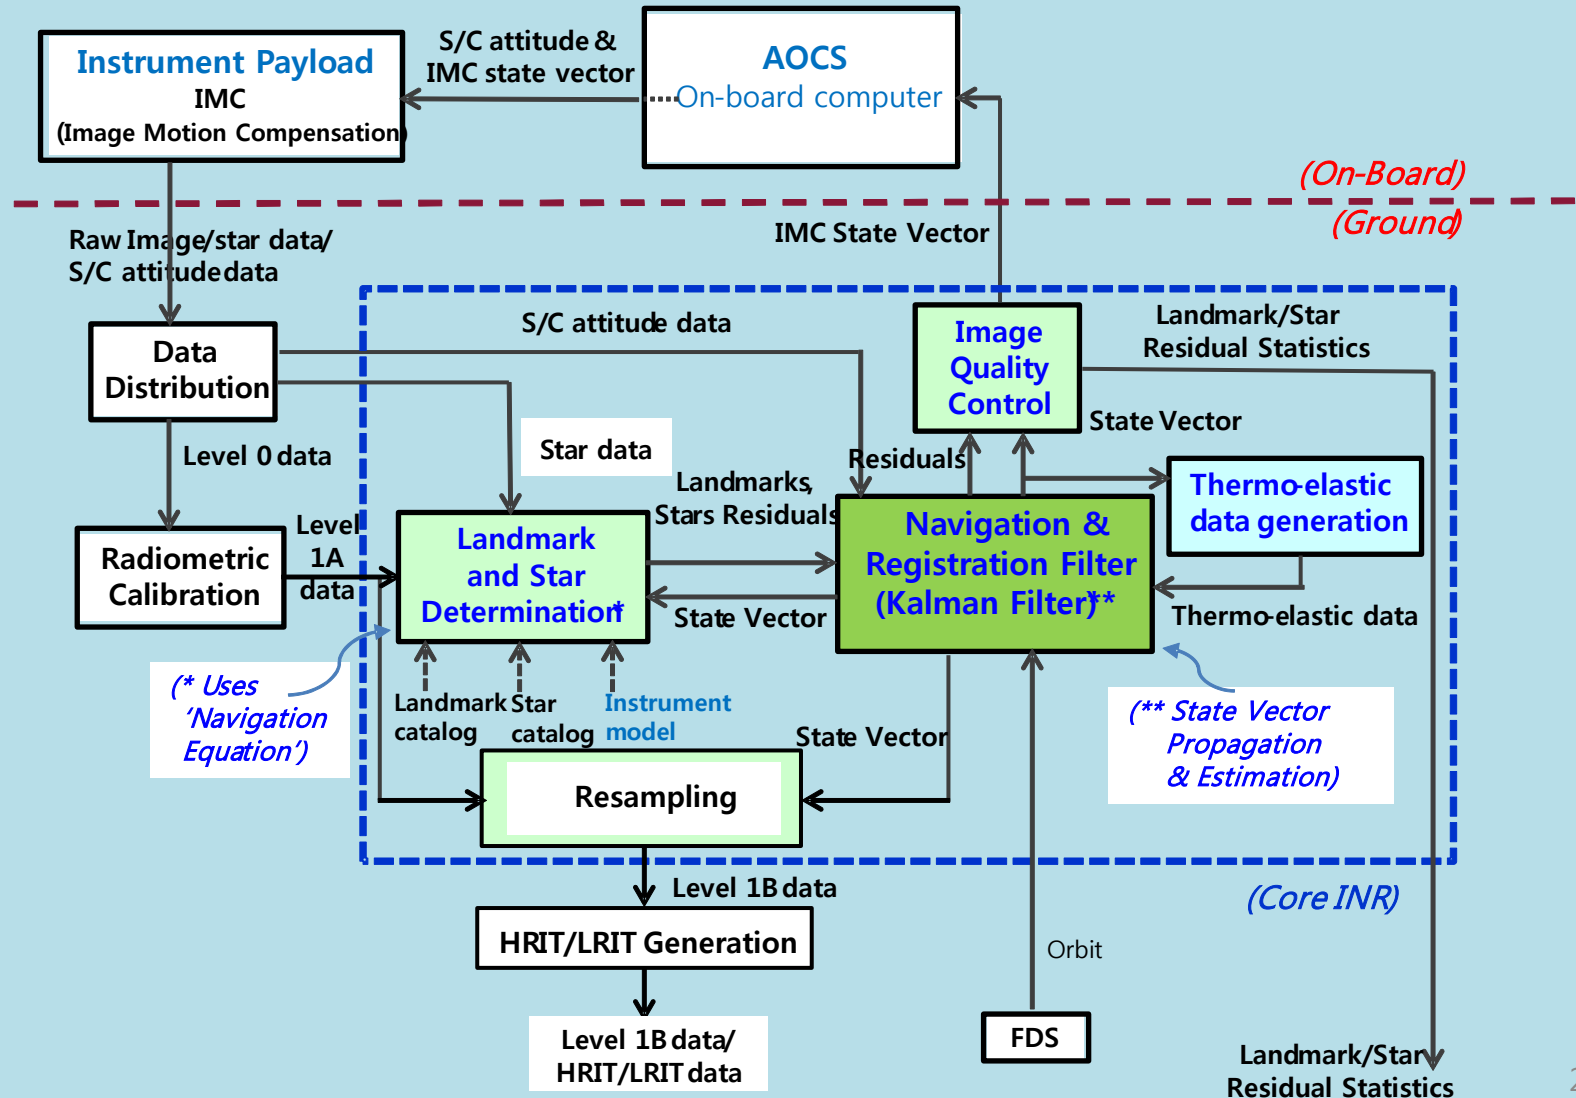 Instrument Payload
IMC
(Image Motion Compensation)
S/C attitude &
IMC state vector
AOCS
On-board computer
(On-Board)
(Ground)
Raw Image/star data/
S/C attitude data
IMC State Vector
Data
Distribution
S/C attitude data
Image
Quality
Control
Landmark/Star
Residual Statistics
State Vector
Level 0 data
Star data
Residuals
Landmarks,
Stars Residuals
Thermo-elastic
data generation
Radiometric
Calibration
Level
1A
data
Landmark
and Star
Determination*
Navigation &
Registration Filter
(Kalman Filter)**
State Vector
Thermo-elastic data
(* Uses
‘Navigation
Equation’)
Landmark
catalog
Star
catalog
Instrument
model
State Vector
(** State Vector
Propagation
& Estimation)
Resampling
Level 1B data
(Core INR)
HRIT/LRIT Generation
Orbit
Level 1B data/
HRIT/LRIT data
FDS
Landmark/Star
Residual Statistics
2